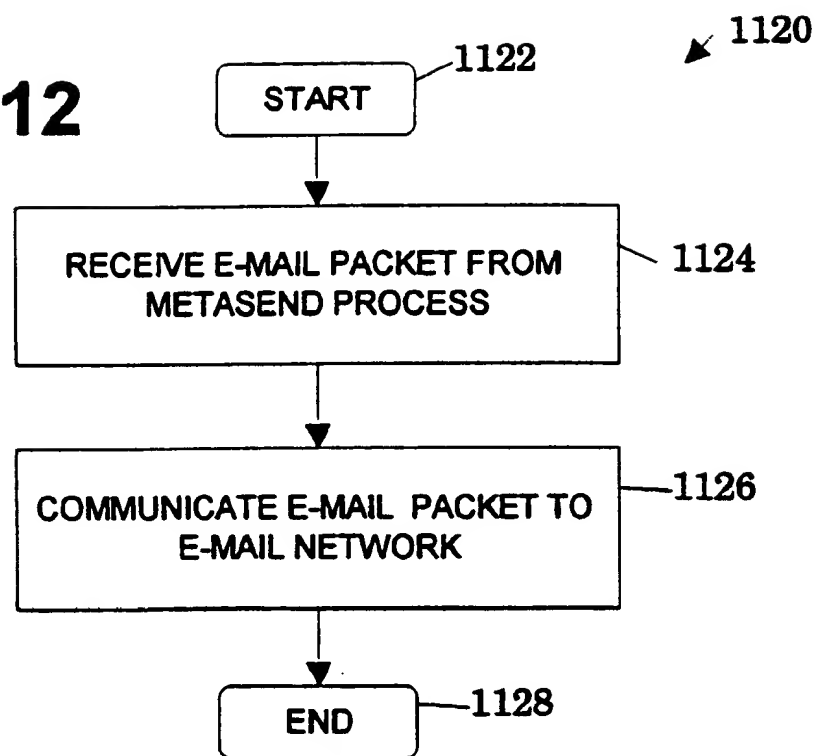 1120
12
START
1122
RECEIVE E-MAIL PACKET FROM
METASEND PROCESS
1124
COMMUNICATE E-MAIL PACKET TO
E-MAIL NETWORK
1126
END
1128